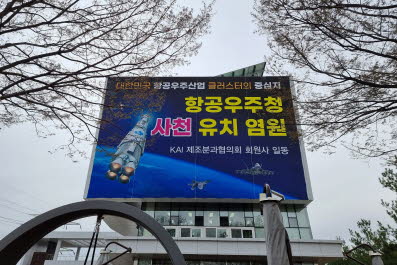 대한민국 항공우주산업 클러스터의 중심지
항공우주청
사천 유치 염원
KAI 제조분과협의회 회원사 일동